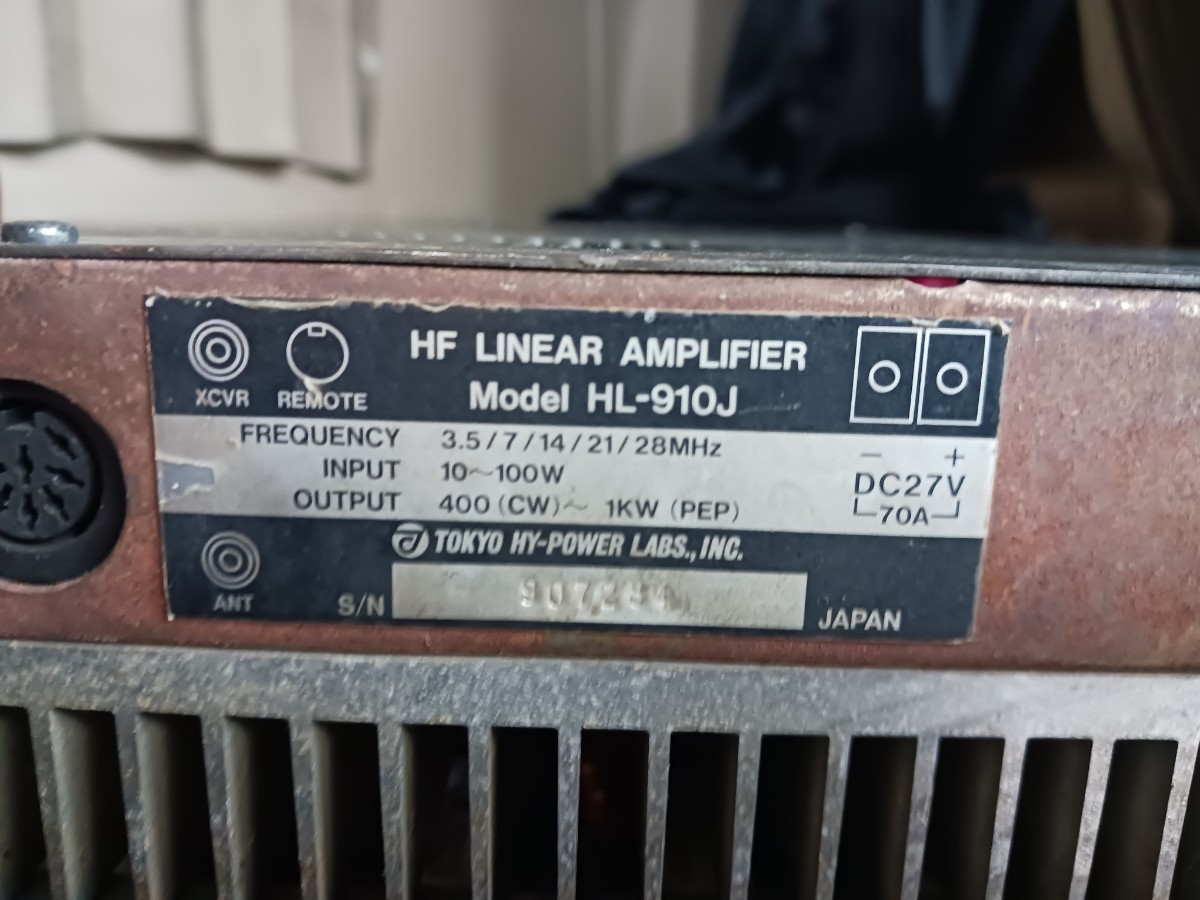 XCVR REMOTE HF LINEAR AMPLIFIER
Model HL-910J
FREQUENCY 3.5/7/14/21/28MHz
INPUT 10~100W
OUTPUT 400 (CW)~ 1KW (PEP)
− +
DC27V
70A
TOKYO HY-POWER LABS., INC.
ANT S/N JAPAN